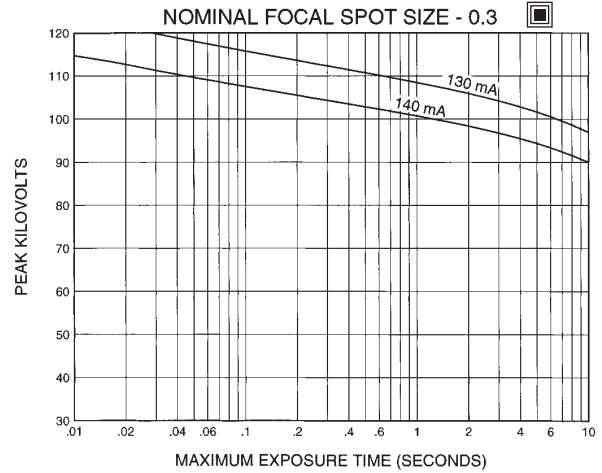 NOMINAL FOCAL SPOT SIZE - 0.3
120
110
100
90
80
70
60
50
40
30
PEAK KILOVOLTS
130 mA
140 mA
.01 .02 .04 .06 .1 .2 .4 .6 1 2 4 6 10
MAXIMUM EXPOSURE TIME (SECONDS)